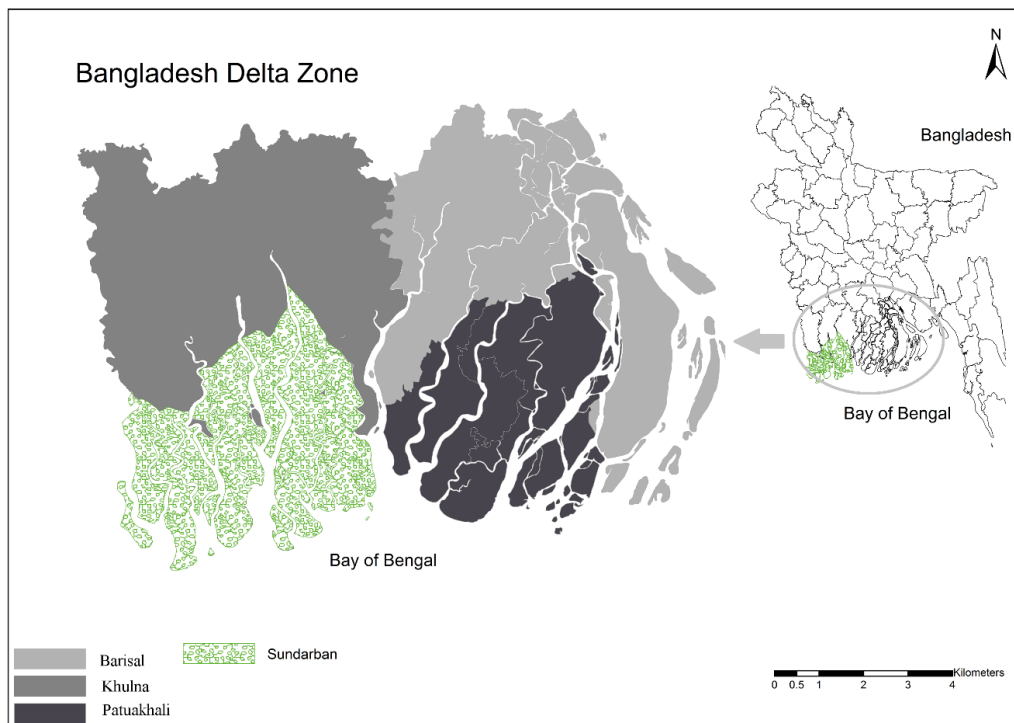 N
Bangladesh Delta Zone
Bangladesh
Bay of Bengal
Bay of Bengal
Barisal
Sundarban
Khulna
Patuakhali
Kilometers
0 0.5 1 2 3 4